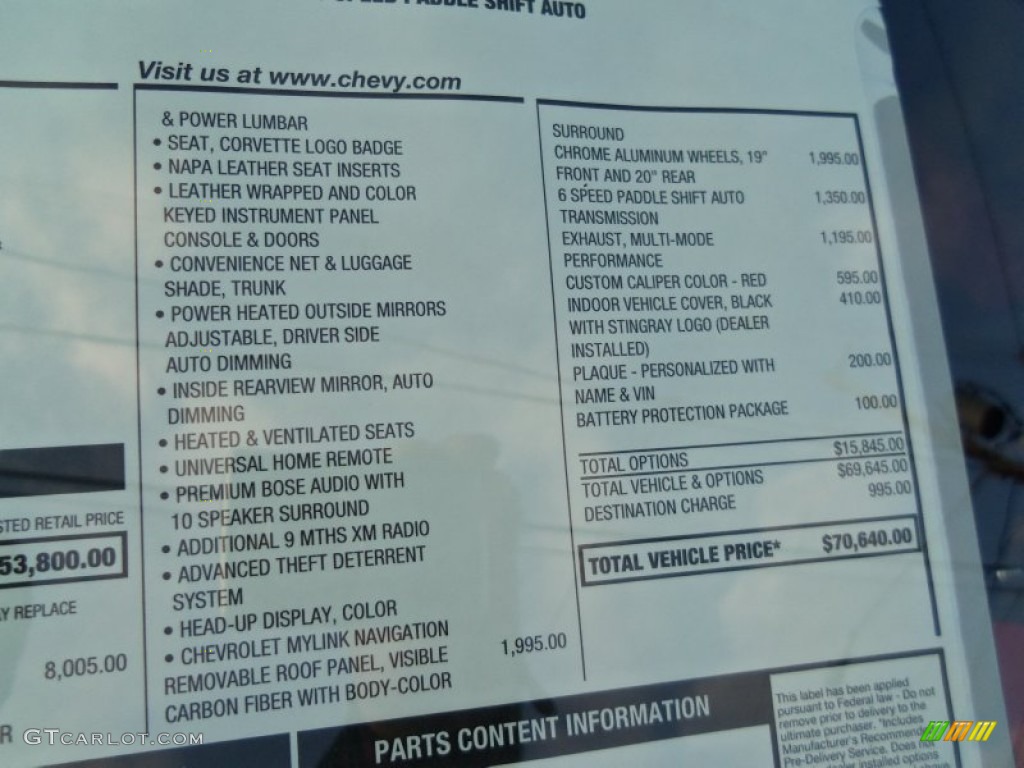 SPEED PADDLE SHIFT AUTO
Visit us at www.chevy.com
& POWER LUMBAR
• SEAT, CORVETTE LOGO BADGE
• NAPA LEATHER SEAT INSERTS
• LEATHER WRAPPED AND COLOR
KEYED INSTRUMENT PANEL
CONSOLE & DOORS
• CONVENIENCE NET & LUGGAGE
SHADE, TRUNK
• POWER HEATED OUTSIDE MIRRORS
ADJUSTABLE, DRIVER SIDE
AUTO DIMMING
• INSIDE REARVIEW MIRROR, AUTO
DIMMING
• HEATED & VENTILATED SEATS
• UNIVERSAL HOME REMOTE
• PREMIUM BOSE AUDIO WITH
10 SPEAKER SURROUND
• ADDITIONAL 9 MTHS XM RADIO
• ADVANCED THEFT DETERRENT
SYSTEM
• HEAD-UP DISPLAY, COLOR
• CHEVROLET MYLINK NAVIGATION
REMOVABLE ROOF PANEL, VISIBLE 1,995.00
CARBON FIBER WITH BODY-COLOR
SURROUND
CHROME ALUMINUM WHEELS, 19" 1,995.00
FRONT AND 20" REAR
6 SPEED PADDLE SHIFT AUTO 1,350.00
TRANSMISSION
EXHAUST, MULTI-MODE 1,195.00
PERFORMANCE
CUSTOM CALIPER COLOR - RED 595.00
INDOOR VEHICLE COVER, BLACK 410.00
WITH STINGRAY LOGO (DEALER
INSTALLED)
PLAQUE - PERSONALIZED WITH 200.00
NAME & VIN
BATTERY PROTECTION PACKAGE 100.00
TOTAL OPTIONS $15,845.00
TOTAL VEHICLE & OPTIONS $69,645.00
DESTINATION CHARGE 995.00
TOTAL VEHICLE PRICE* $70,640.00
STED RETAIL PRICE
53,800.00
Y REPLACE
8,005.00
R
PARTS CONTENT INFORMATION
This label has been applied
pursuant to Federal law - Do not
remove prior to delivery to the
ultimate purchaser. *Includes
Manufacturer's Recommended
Pre-Delivery Service. Does not
dealer installed options
GTCARLOT.COM